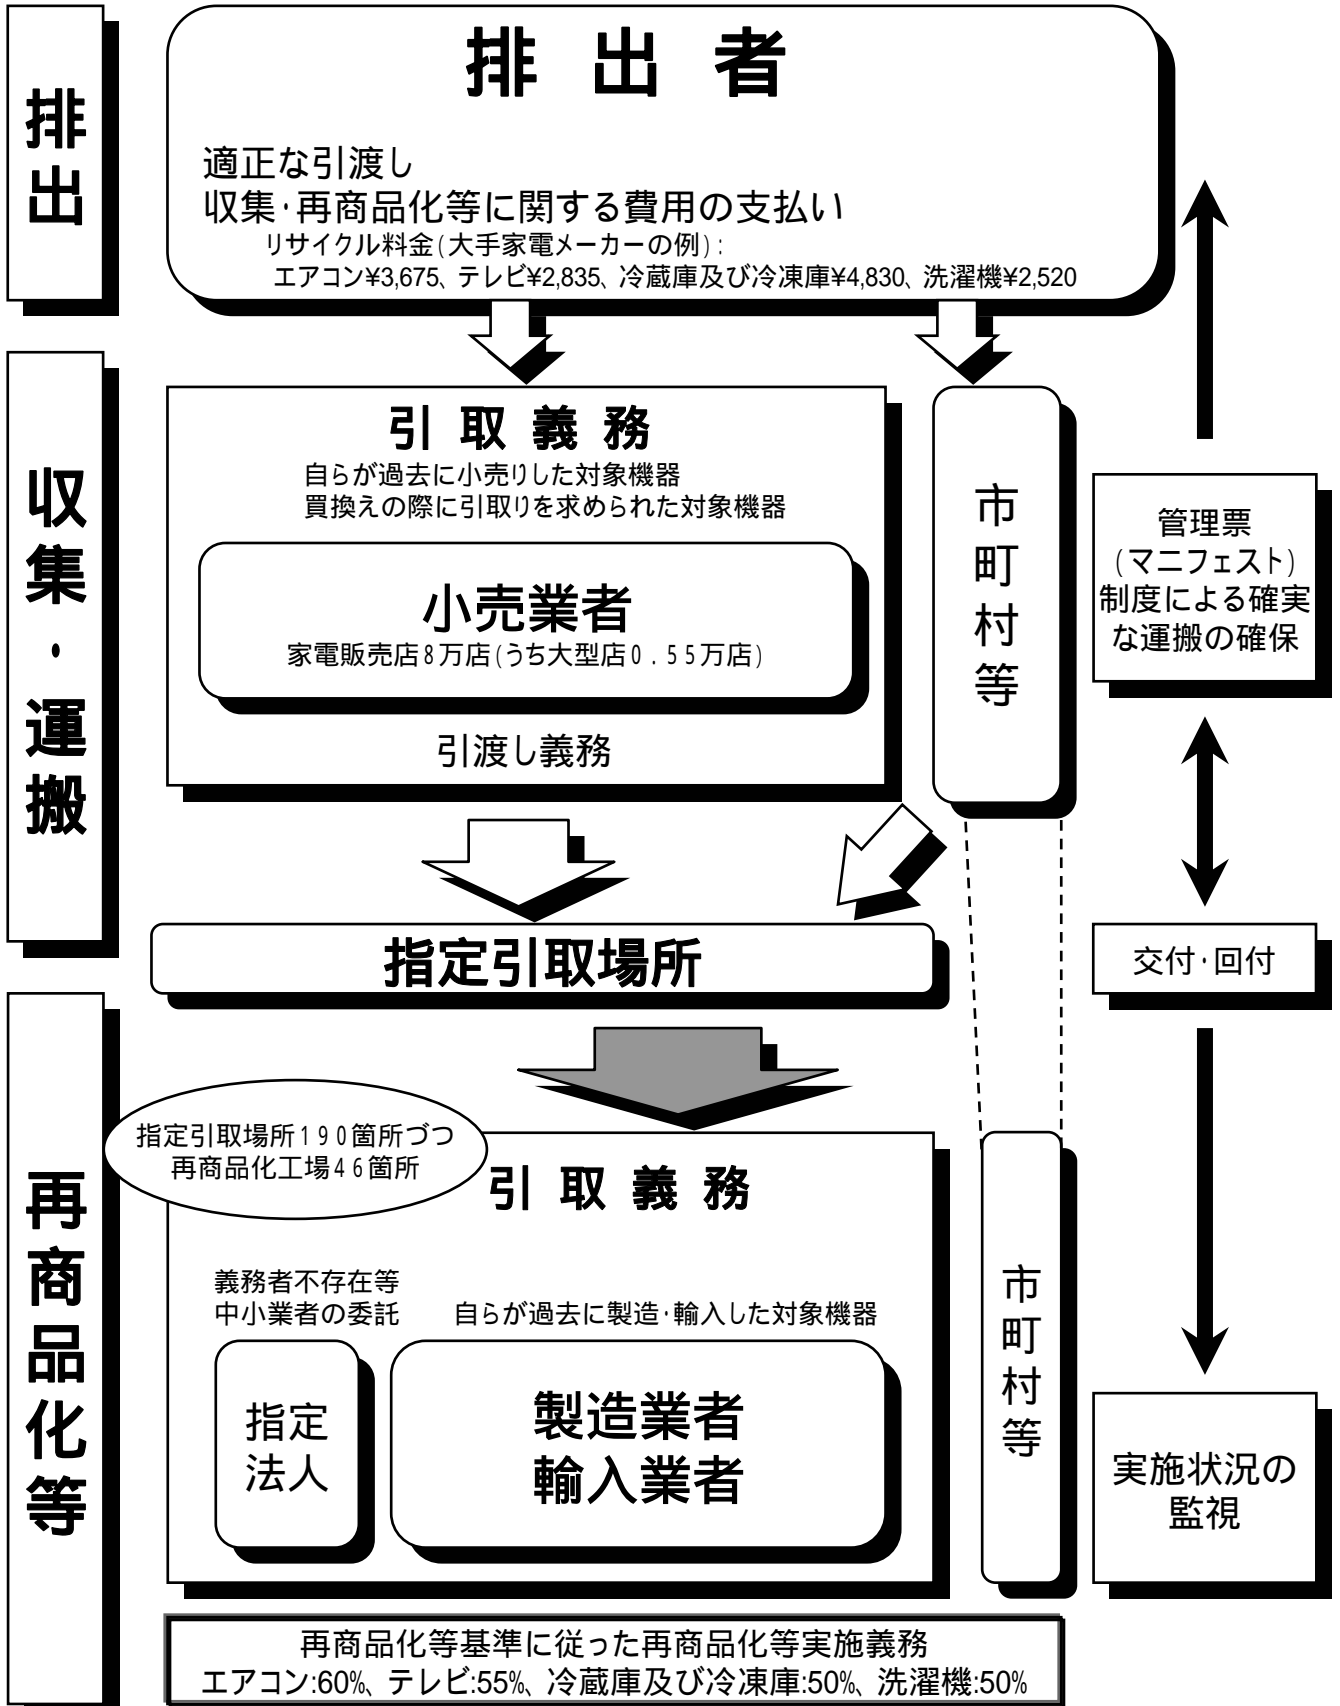 排出
排 出 者
適正な引渡し
収集・再商品化等に関する費用の支払い
リサイクル料金(大手家電メーカーの例):
エアコン¥3,675、テレビ¥2,835、冷蔵庫及び冷凍庫¥4,830、洗濯機¥2,520
収集・運搬
引 取 義 務
自らが過去に小売りした対象機器
買換えの際に引取りを求められた対象機器
小売業者
家電販売店8万店(うち大型店0.55万店)
引渡し義務
市町村等
管理票
(マニフェスト)
制度による確実
な運搬の確保
指定引取場所
交付・回付
再商品化等
指定引取場所190箇所づつ
再商品化工場46箇所
引 取 義 務
義務者不存在等
中小業者の委託
自らが過去に製造・輸入した対象機器
指定
法人
製造業者
輸入業者
市町村等
実施状況の
監視
再商品化等基準に従った再商品化等実施義務
エアコン:60%、テレビ:55%、冷蔵庫及び冷凍庫:50%、洗濯機:50%